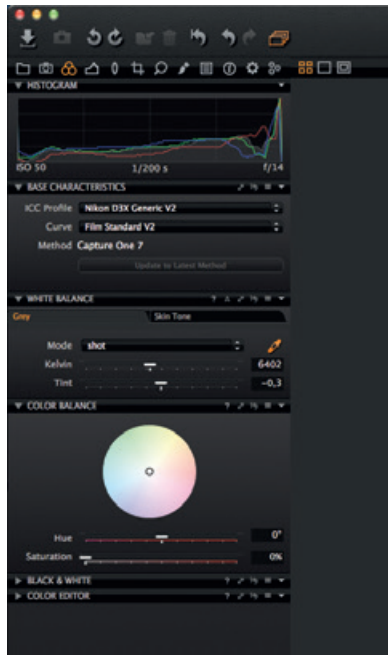 HISTOGRAM
ISO 50 1/200 s f/14
BASE CHARACTERISTICS
ICC Profile Nikon D3X Generic V2
Curve Film Standard V2
Method Capture One 7
Update to Latest Method
WHITE BALANCE ? A
Grey Skin Tone
Mode shot
Kelvin 6402
Tint -0,3
COLOR BALANCE ?
Hue 0°
Saturation 0%
BLACK & WHITE ?
COLOR EDITOR ?